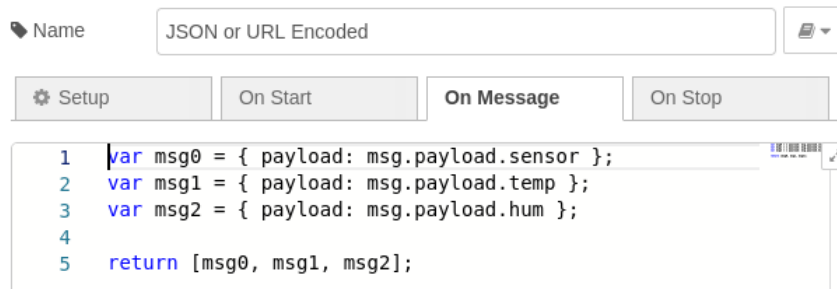 Name
JSON or URL Encoded
Setup
On Start
On Message
On Stop
1 var msg0 = { payload: msg.payload.sensor };
2 var msg1 = { payload: msg.payload.temp };
3 var msg2 = { payload: msg.payload.hum };
4
5 return [msg0, msg1, msg2];